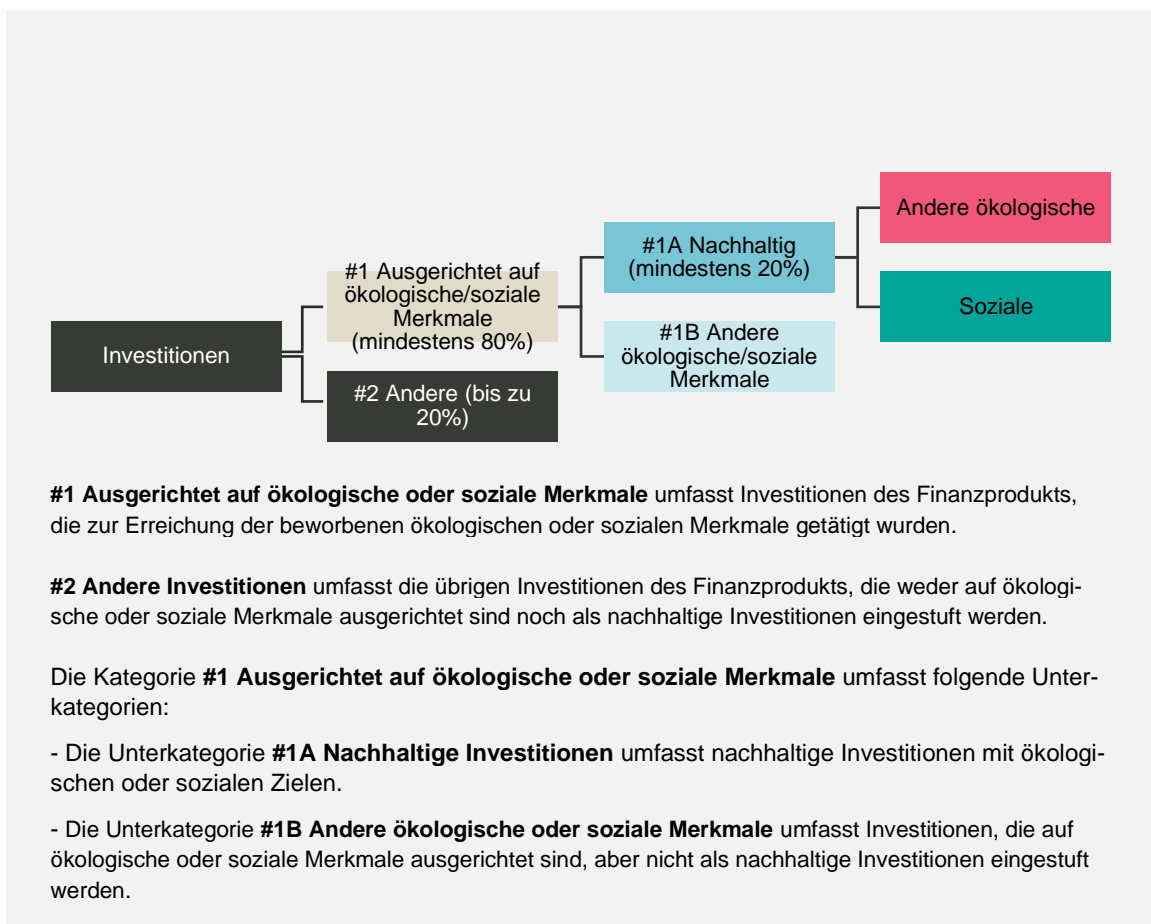 Andere ökologische
#1A Nachhaltig
(mindestens 20%)
#1 Ausgerichtet auf
ökologische/soziale
Merkmale
(mindestens 80%)
Soziale
#1B Andere
ökologische/soziale
Merkmale
Investitionen
#2 Andere (bis zu
20%)
#1 Ausgerichtet auf ökologische oder soziale Merkmale umfasst Investitionen des Finanzprodukts,
die zur Erreichung der beworbenen ökologischen oder sozialen Merkmale getätigt wurden.
#2 Andere Investitionen umfasst die übrigen Investitionen des Finanzprodukts, die weder auf ökologi-
sche oder soziale Merkmale ausgerichtet sind noch als nachhaltige Investitionen eingestuft werden.
Die Kategorie #1 Ausgerichtet auf ökologische oder soziale Merkmale umfasst folgende Unter-
kategorien:
- Die Unterkategorie #1A Nachhaltige Investitionen umfasst nachhaltige Investitionen mit ökologi-
schen oder sozialen Zielen.
- Die Unterkategorie #1B Andere ökologische oder soziale Merkmale umfasst Investitionen, die auf
ökologische oder soziale Merkmale ausgerichtet sind, aber nicht als nachhaltige Investitionen eingestuft
werden.